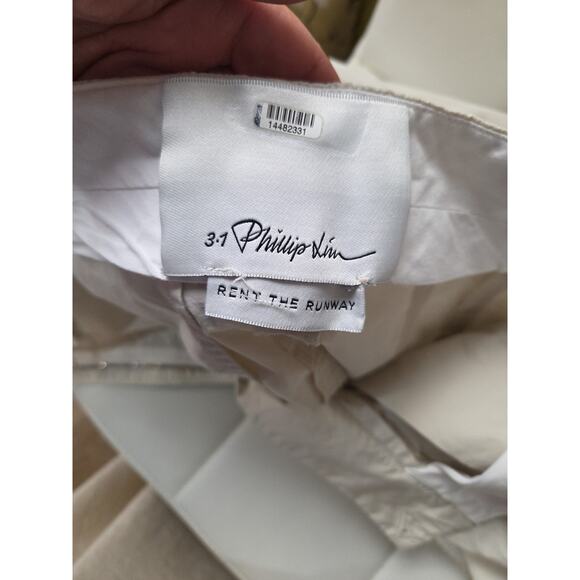 14482331
3.1 Phillip Lim
RENT THE RUNWAY